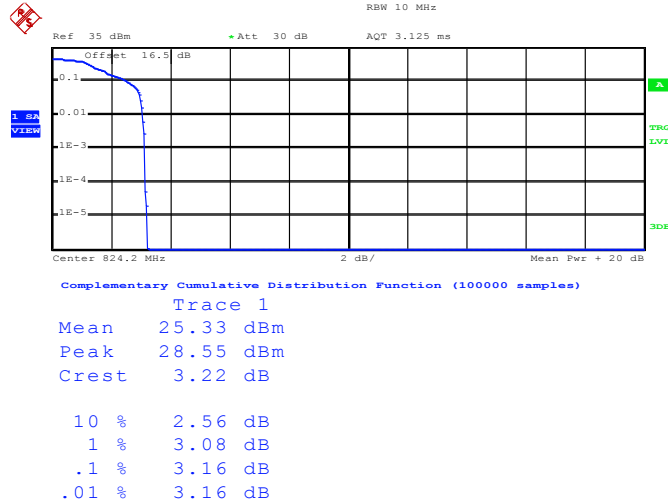 RBW 10 MHz
Ref 35 dBm *Att 30 dB AQT 3.125 ms
Offset 16.5 dB
0.1
A
0.01
1 SA
VIEW
TRG
LVL
1E-3
1E-4
1E-5
3DB
Center 824.2 MHz 2 dB/ Mean Pwr + 20 dB
Complementary Cumulative Distribution Function (100000 samples)
Trace 1
Mean 25.33 dBm
Peak 28.55 dBm
Crest 3.22 dB
10 % 2.56 dB
1 % 3.08 dB
.1 % 3.16 dB
.01 % 3.16 dB